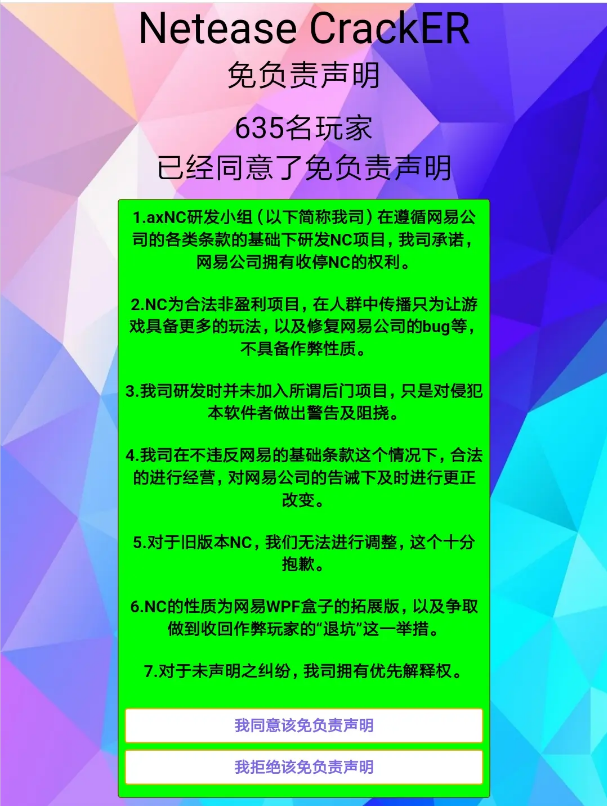 Netease CrackER
免负责声明
635名玩家
已经同意了免负责声明
1.axNC研发小组（以下简称我司）在遵循网易公
司的各类条款的基础下研发NC项目，我司承诺，
网易公司拥有收停NC的权利。
2.NC为合法非盈利项目，在人群中传播只为让游
戏具备更多的玩法，以及修复网易公司的bug等，
不具备作弊性质。
3.我司研发时并未加入所谓后门项目，只是对侵犯
本软件者做出警告及阻挠。
4.我司在不违反网易的基础条款这个情况下，合法
的进行经营，对网易公司的告诫下及时进行更正
改变。
5.对于旧版本NC，我们无法进行调整，这个十分
抱歉。
6.NC的性质为网易WPF盒子的拓展版，以及争取
做到收回作弊玩家的“退坑”这一举措。
7.对于未声明之纠纷，我司拥有优先解释权。
我同意该免负责声明
我拒绝该免负责声明